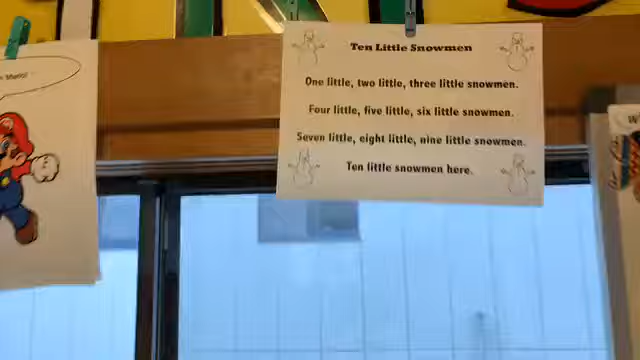 Ten Little Snowmen
One little, two little, three little snowmen.
Four little, five little, six little snowmen.
Seven little, eight little, nine little snowmen.
Ten little snowmen here.